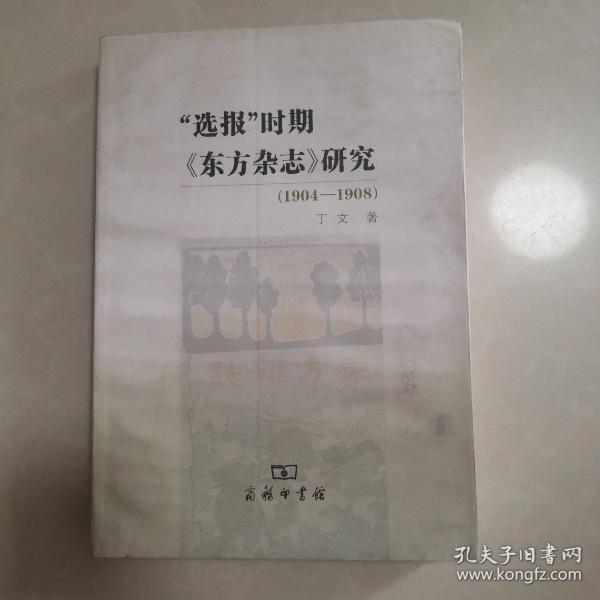 “选报”时期
《东方杂志》研究
(1904—1908)
丁文 著
誌雜方東
商務印書館
孔夫子旧书网
www.kongfz.com